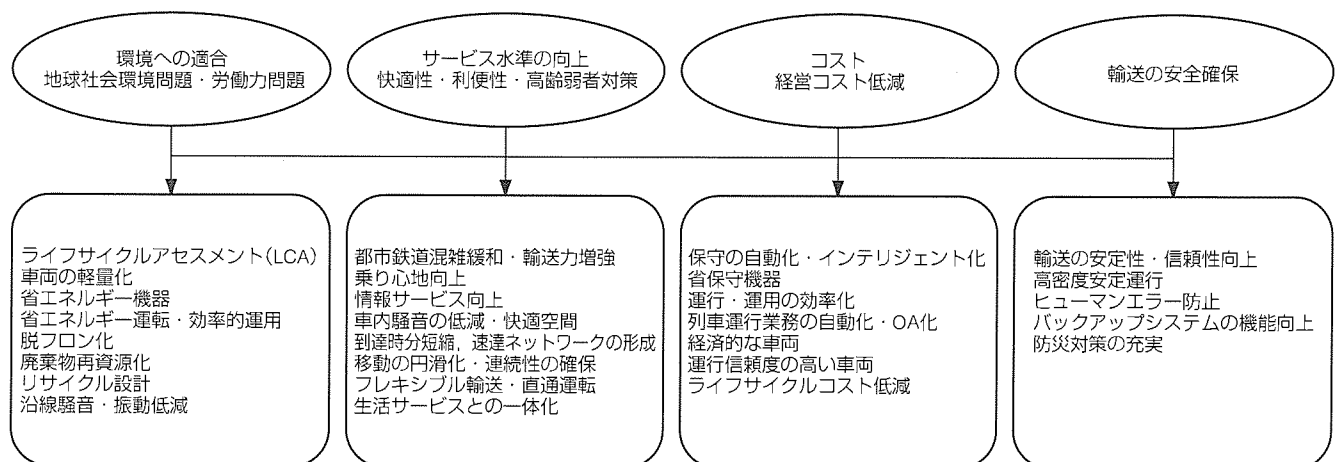 環境への適合
地球社会環境問題・労働力問題
サービス水準の向上
快適性・利便性・高齢弱者対策
コスト
経営コスト低減
輸送の安全確保
ライフサイクルアセスメント(LCA)
車両の軽量化
省エネルギー機器
省エネルギー運転・効率的運用
脱フロン化
廃棄物再資源化
リサイクル設計
沿線騒音・振動低減
都市鉄道混雑緩和・輸送力増強
乗り心地向上
情報サービス向上
車内騒音の低減・快適空間
到達時分短縮，速達ネットワークの形成
移動の円滑化・連続性の確保
フレキシブル輸送・直通運転
生活サービスとの一体化
保守の自動化・インテリジェント化
省保守機器
運行・運用の効率化
列車運行業務の自動化・OA化
経済的な車両
運行信頼度の高い車両
ライフサイクルコスト低減
輸送の安定性・信頼性向上
高密度安定運行
ヒューマンエラー防止
バックアップシステムの機能向上
防災対策の充実